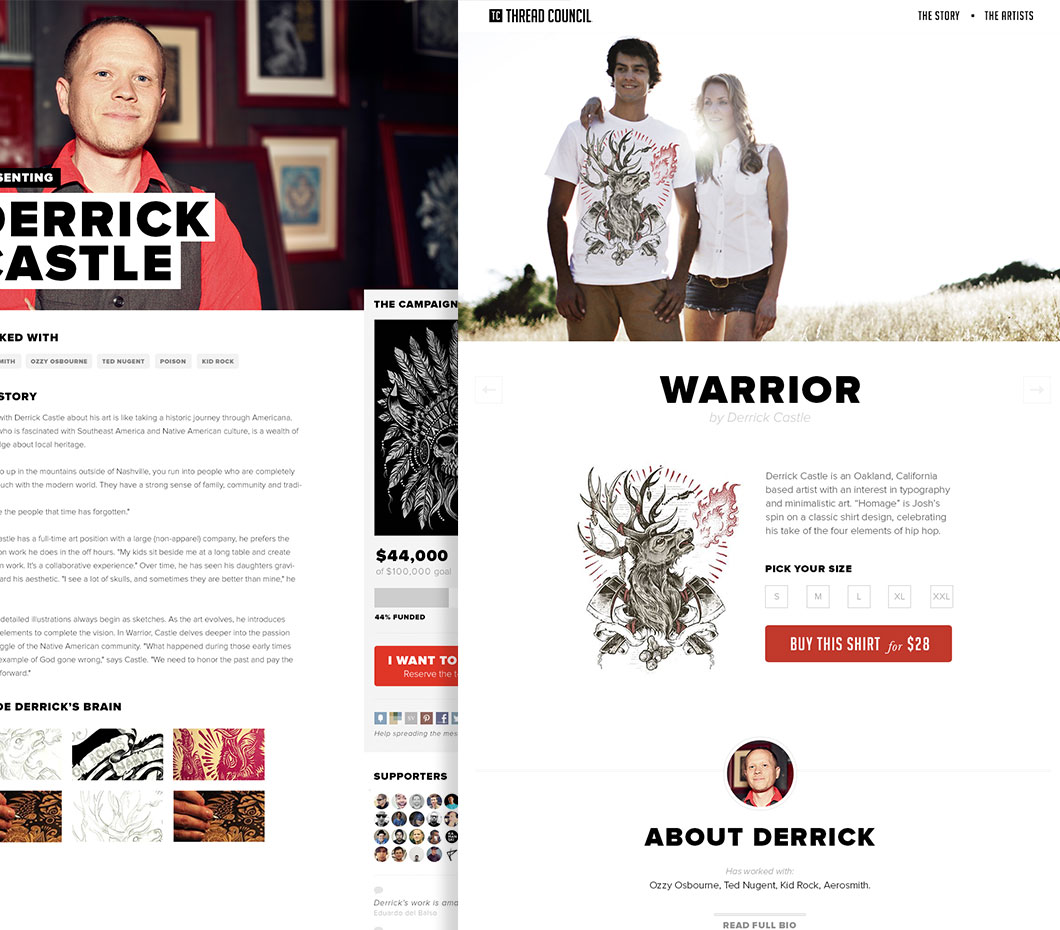 SENTING
DERRICK
CASTLE
KED WITH
MITH
OZZY OSBOURNE
TED NUGENT
POISON
KID ROCK
STORY
with Derrick Castle about his art is like taking a historic journey through Americana.
who is fascinated with Southeast America and Native American culture, is a wealth of
dge about local heritage.
o up in the mountains outside of Nashville, you run into people who are completely
ouch with the modern world. They have a strong sense of family, community and tradi-
e the people that time has forgotten."
astle has a full-time art position with a large (non-apparel) company, he prefers the
on work he does in the off hours. "My kids sit beside me at a long table and create
n work. It's a collaborative experience." Over time, he has seen his daughters gravi-
ard his aesthetic. "I see a lot of skulls, and sometimes they are better than mine," he
detailed illustrations always begin as sketches. As the art evolves, he introduces
elements to complete the vision. In Warrior, Castle delves deeper into the passion
ggle of the Native American community. "What happened during those early times
example of God gone wrong," says Castle. "We need to honor the past and pay the
forward."
DE DERRICK'S BRAIN
THE CAMPAIGN
$44,000
of $100,000 goal
44% FUNDED
I WANT TO
Reserve the t
Help spreading the mes
SUPPORTERS
Derrick's work is ama
Eduardo del Balsa
TC THREAD COUNCIL
THE STORY • THE ARTISTS
WARRIOR
by Derrick Castle
Derrick Castle is an Oakland, California
based artist with an interest in typography
and minimalistic art. "Homage" is Josh's
spin on a classic shirt design, celebrating
his take of the four elements of hip hop.
PICK YOUR SIZE
S M L XL XXL
BUY THIS SHIRT for $28
ABOUT DERRICK
Has worked with:
Ozzy Osbourne, Ted Nugent, Kid Rock, Aerosmith.
READ FULL BIO